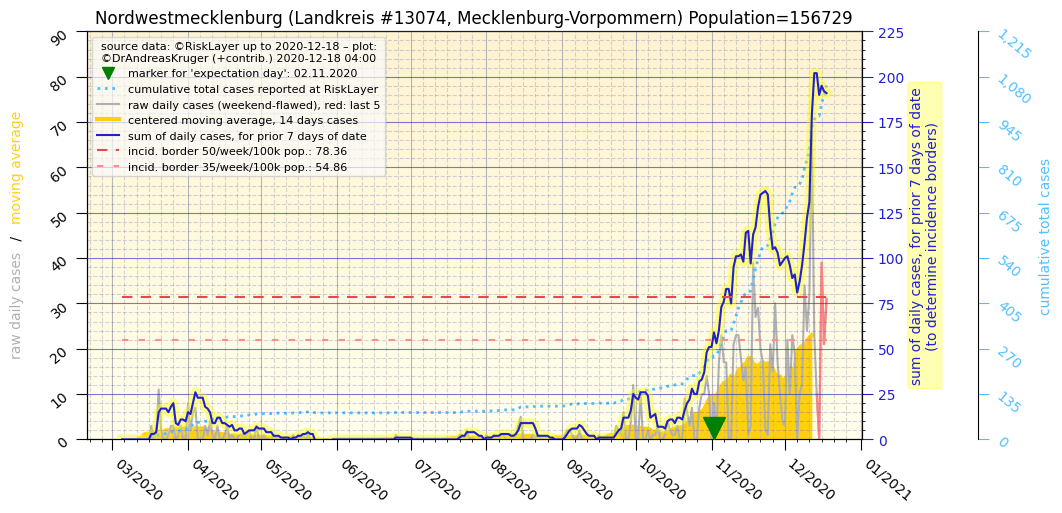 Nordwestmecklenburg (Landkreis #13074, Mecklenburg-Vorpommern) Population=156729
source data: ©RiskLayer up to 2020-12-18 – plot:
©DrAndreasKruger (+contrib.) 2020-12-18 04:00
marker for 'expectation day': 02.11.2020
cumulative total cases reported at RiskLayer
raw daily cases (weekend-flawed), red: last 5
centered moving average, 14 days cases
sum of daily cases, for prior 7 days of date
incid. border 50/week/100k pop.: 78.36
incid. border 35/week/100k pop.: 54.86
raw daily cases / moving average
90
80
70
60
50
40
30
20
10
0
225
200
175
150
125
100
75
50
25
0
sum of daily cases, for prior 7 days of date
(to determine incidence borders)
1,215
1,080
945
810
675
540
405
270
135
0
cumulative total cases
03/2020
04/2020
05/2020
06/2020
07/2020
08/2020
09/2020
10/2020
11/2020
12/2020
01/2021